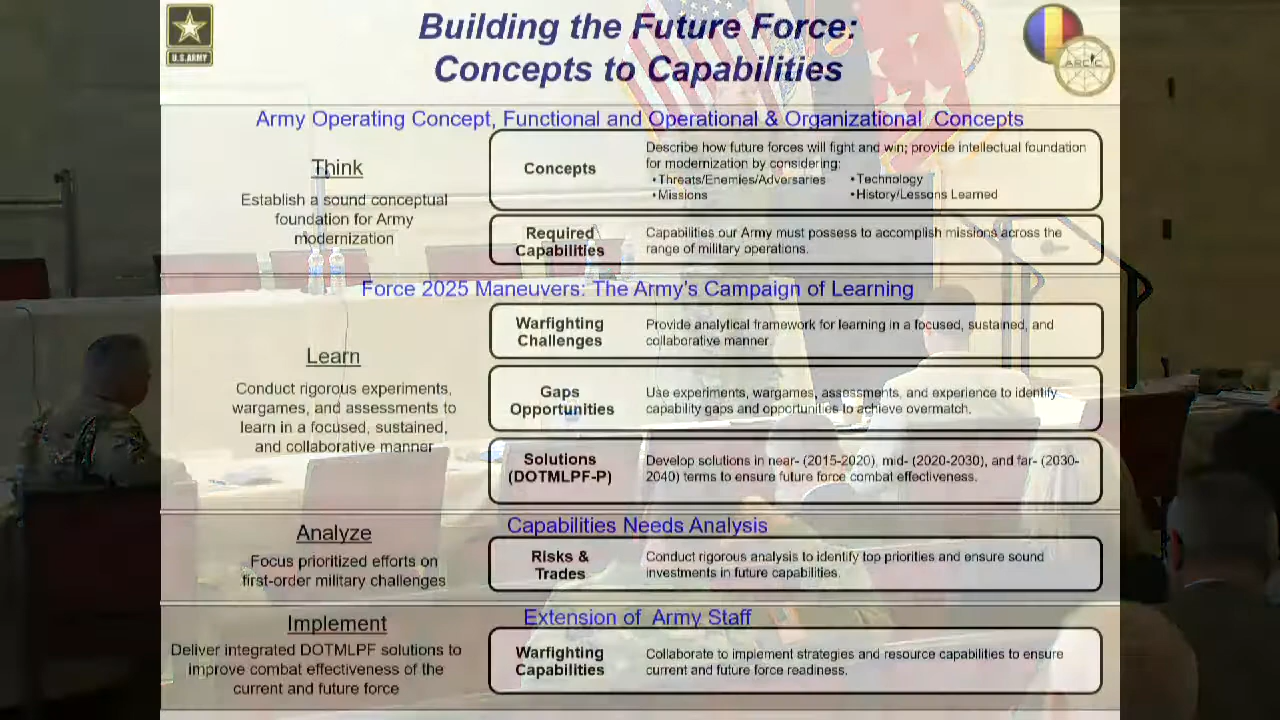 Building the Future Force:
Concepts to Capabilities
U.S.ARMY
ARCIC
Army Operating Concept, Functional and Operational & Organizational Concepts
Think
Establish a sound conceptual
foundation for Army
modernization
Concepts
Describe how future forces will fight and win; provide intellectual foundation
for modernization by considering:
•Threats/Enemies/Adversaries •Technology
•Missions •History/Lessons Learned
Required
Capabilities
Capabilities our Army must possess to accomplish missions across the
range of military operations.
Force 2025 Maneuvers: The Army's Campaign of Learning
Learn
Conduct rigorous experiments,
wargames, and assessments to
learn in a focused, sustained,
and collaborative manner
Warfighting
Challenges
Provide analytical framework for learning in a focused, sustained, and
collaborative manner.
Gaps
Opportunities
Use experiments, wargames, assessments, and experience to identify
capability gaps and opportunities to achieve overmatch.
Solutions
(DOTMLPF-P)
Develop solutions in near- (2015-2020), mid- (2020-2030), and far- (2030-
2040) terms to ensure future force combat effectiveness.
Analyze
Focus prioritized efforts on
first-order military challenges
Capabilities Needs Analysis
Risks &
Trades
Conduct rigorous analysis to identify top priorities and ensure sound
investments in future capabilities.
Implement
Deliver integrated DOTMLPF solutions to
improve combat effectiveness of the
current and future force
Extension of Army Staff
Warfighting
Capabilities
Collaborate to implement strategies and resource capabilities to ensure
current and future force readiness.